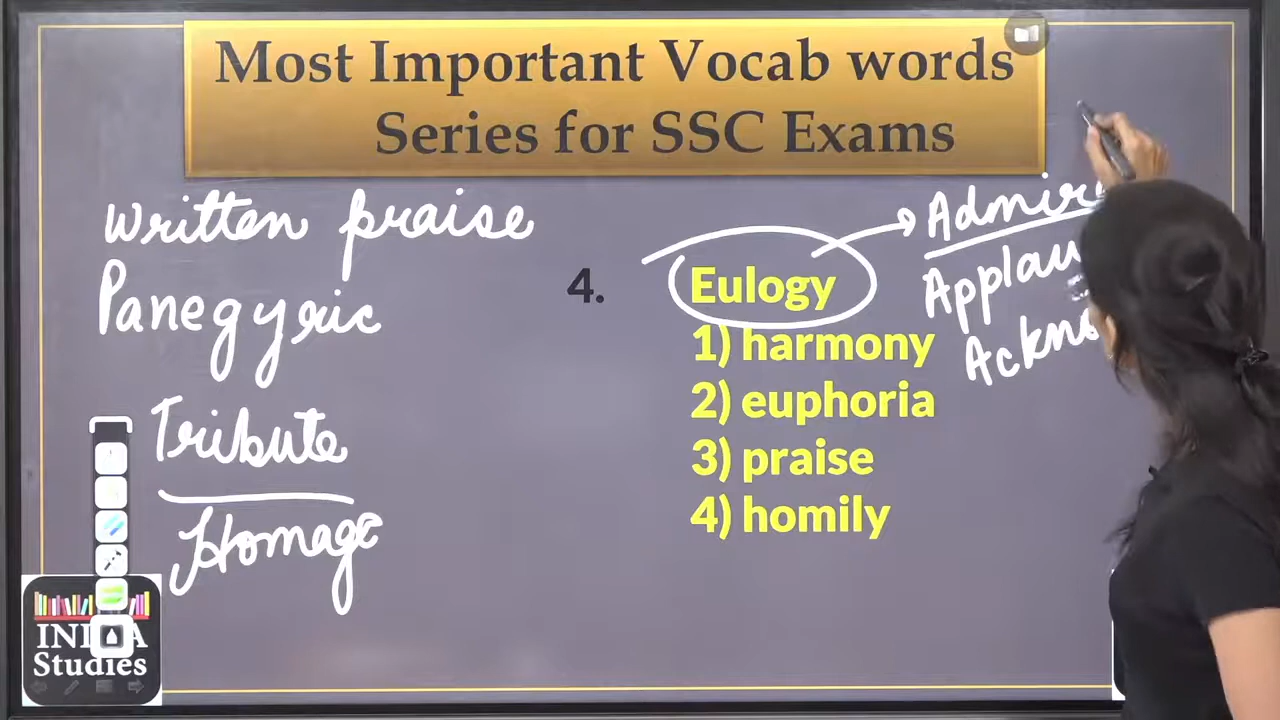 Most Important Vocab words
Series for SSC Exams
written praise
Panegyric
Tribute
Homage
4. Eulogy
1) harmony
2) euphoria
3) praise
4) homily
INDIA
Studies